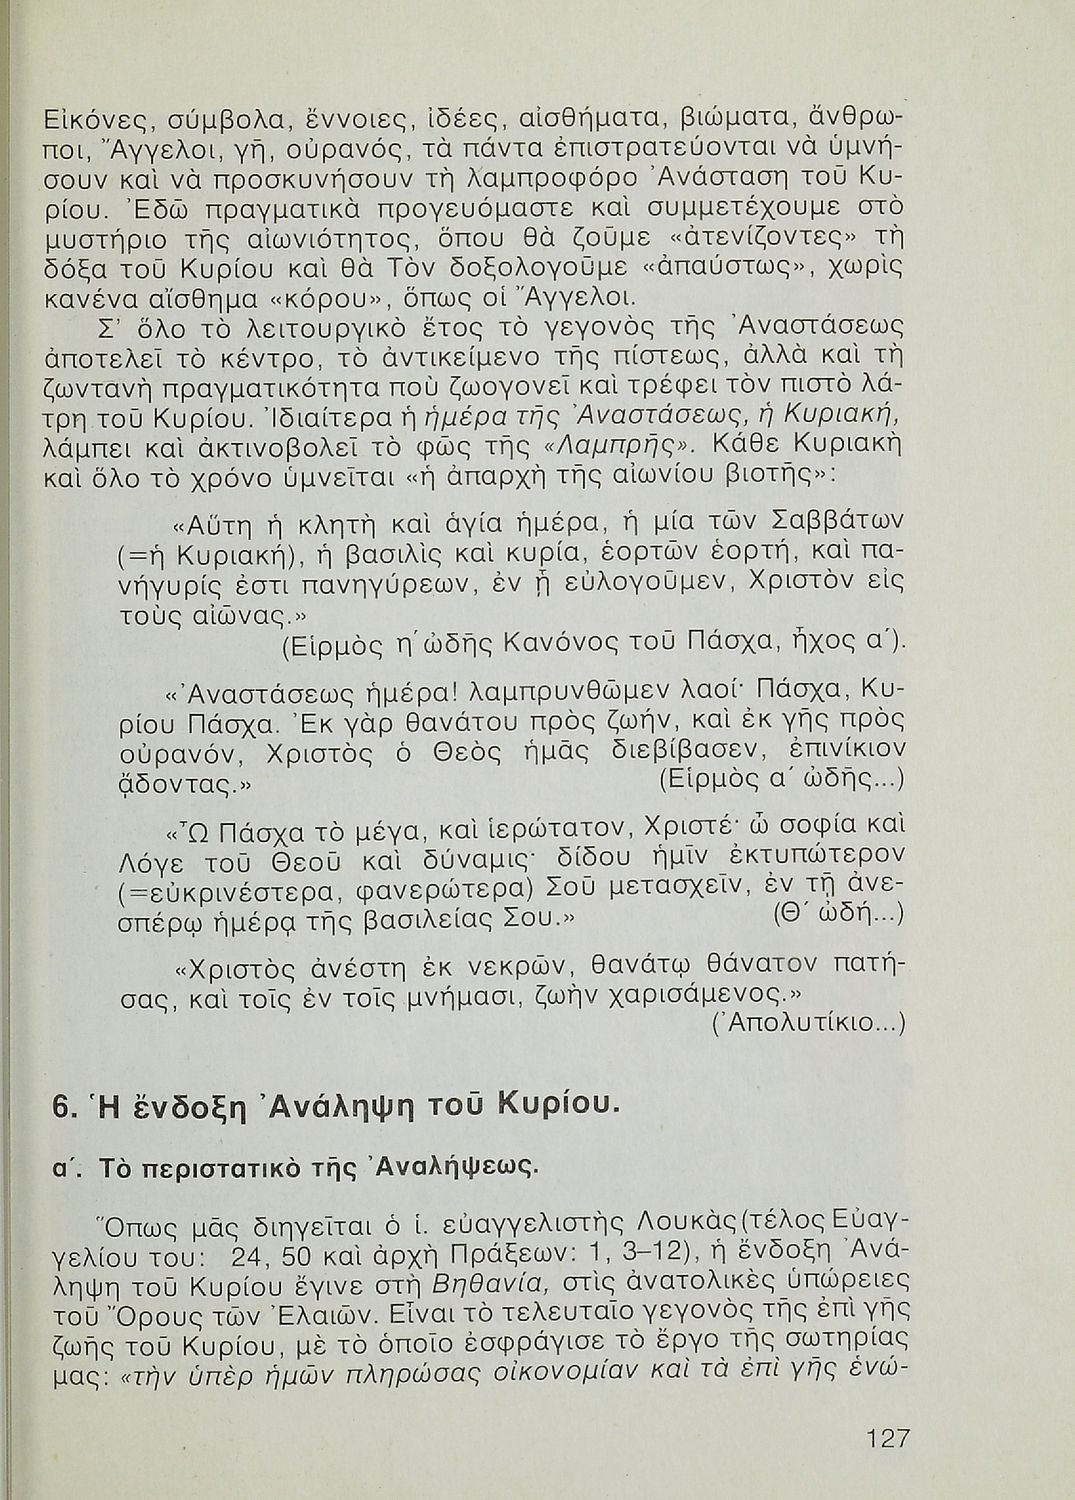 Εἰκόνες, σύμβολα, ἔννοιες, ἰδέες, αἰσθήματα, βιώματα, ἄνθρω-
ποι, Ἄγγελοι, γῆ, οὐρανός, τὰ πάντα ἐπιστρατεύονται νὰ ὑμνή-
σουν καὶ νὰ προσκυνήσουν τὴ λαμπροφόρο Ἀνάσταση τοῦ Κυ-
ρίου. Ἐδῶ πραγματικὰ προγευόμαστε καὶ συμμετέχουμε στὸ
μυστήριο τῆς αἰωνιότητος, ὅπου θὰ ζοῦμε «ἀτενίζοντες» τὴ
δόξα τοῦ Κυρίου καὶ θὰ Τὸν δοξολογοῦμε «ἀπαύστως», χωρὶς
κανένα αἴσθημα «κόρου», ὅπως οἱ Ἄγγελοι.
Σ' ὅλο τὸ λειτουργικὸ ἔτος τὸ γεγονὸς τῆς Ἀναστάσεως
ἀποτελεῖ τὸ κέντρο, τὸ ἀντικείμενο τῆς πίστεως, ἀλλὰ καὶ τὴ
ζωντανὴ πραγματικότητα ποὺ ζωογονεῖ καὶ τρέφει τὸν πιστὸ λά-
τρη τοῦ Κυρίου. Ἰδιαίτερα ἡ ἡμέρα τῆς Ἀναστάσεως, ἡ Κυριακή,
λάμπει καὶ ἀκτινοβολεῖ τὸ φῶς τῆς «Λαμπρῆς». Κάθε Κυριακὴ
καὶ ὅλο τὸ χρόνο ὑμνεῖται «ἡ ἀπαρχὴ τῆς αἰωνίου βιοτῆς»:
«Αὕτη ἡ κλητὴ καὶ ἁγία ἡμέρα, ἡ μία τῶν Σαββάτων
(=ἡ Κυριακή), ἡ βασιλὶς καὶ κυρία, ἑορτῶν ἑορτή, καὶ πα-
νήγυρίς ἐστι πανηγύρεων, ἐν ᾗ εὐλογοῦμεν, Χριστὸν εἰς
τοὺς αἰῶνας.»
(Εἱρμὸς η΄ ὠδῆς Κανόνος τοῦ Πάσχα, ἦχος α΄).
«Ἀναστάσεως ἡμέρα! λαμπρυνθῶμεν λαοί· Πάσχα, Κυ-
ρίου Πάσχα. Ἐκ γὰρ θανάτου πρὸς ζωήν, καὶ ἐκ γῆς πρὸς
οὐρανόν, Χριστὸς ὁ Θεὸς ἡμᾶς διεβίβασεν, ἐπινίκιον
ᾄδοντας.» (Εἱρμὸς α΄ ὠδῆς...)
«Ὦ Πάσχα τὸ μέγα, καὶ ἱερώτατον, Χριστέ· ὦ σοφία καὶ
Λόγε τοῦ Θεοῦ καὶ δύναμις· δίδου ἡμῖν ἐκτυπώτερον
(=εὐκρινέστερα, φανερώτερα) Σοῦ μετασχεῖν, ἐν τῇ ἀνε-
σπέρῳ ἡμέρᾳ τῆς βασιλείας Σου.» (Θ΄ ὠδή...)
«Χριστὸς ἀνέστη ἐκ νεκρῶν, θανάτῳ θάνατον πατή-
σας, καὶ τοῖς ἐν τοῖς μνήμασι, ζωὴν χαρισάμενος.»
(Ἀπολυτίκιο...)
6. Ἡ ἔνδοξη Ἀνάληψη τοῦ Κυρίου.
α΄. Τὸ περιστατικὸ τῆς Ἀναλήψεως.
Ὅπως μᾶς διηγεῖται ὁ ἱ. εὐαγγελιστὴς Λουκὰς (τέλος Εὐαγ-
γελίου του: 24, 50 καὶ ἀρχὴ Πράξεων: 1, 3–12), ἡ ἔνδοξη Ἀνά-
ληψη τοῦ Κυρίου ἔγινε στὴ Βηθανία, στὶς ἀνατολικὲς ὑπώρειες
τοῦ Ὄρους τῶν Ἐλαιῶν. Εἶναι τὸ τελευταῖο γεγονὸς τῆς ἐπὶ γῆς
ζωῆς τοῦ Κυρίου, μὲ τὸ ὁποῖο ἐσφράγισε τὸ ἔργο τῆς σωτηρίας
μας: «τὴν ὑπὲρ ἡμῶν πληρώσας οἰκονομίαν καὶ τὰ ἐπὶ γῆς ἑνώ-
127